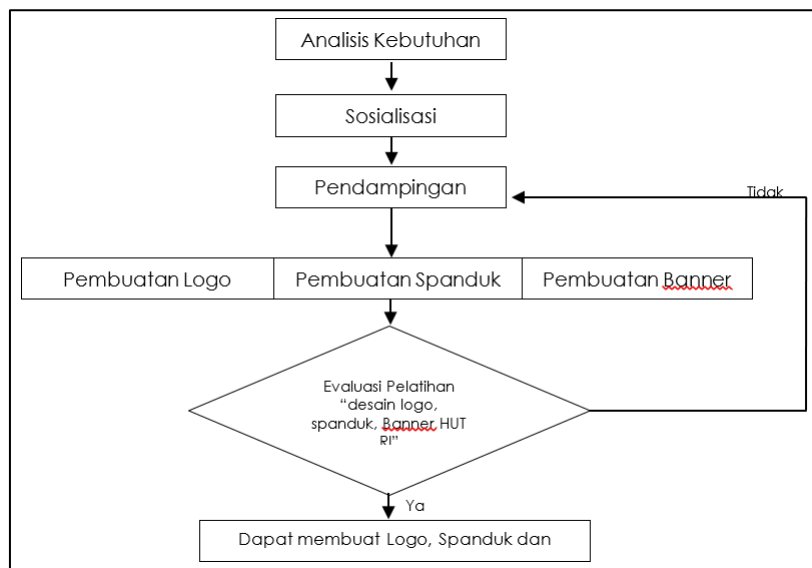 Analisis Kebutuhan
Sosialisasi
Pendampingan
Tidak
Pembuatan Logo
Pembuatan Spanduk
Pembuatan Banner
Evaluasi Pelatihan
“desain logo,
spanduk, Banner HUT
RI”
Ya
Dapat membuat Logo, Spanduk dan